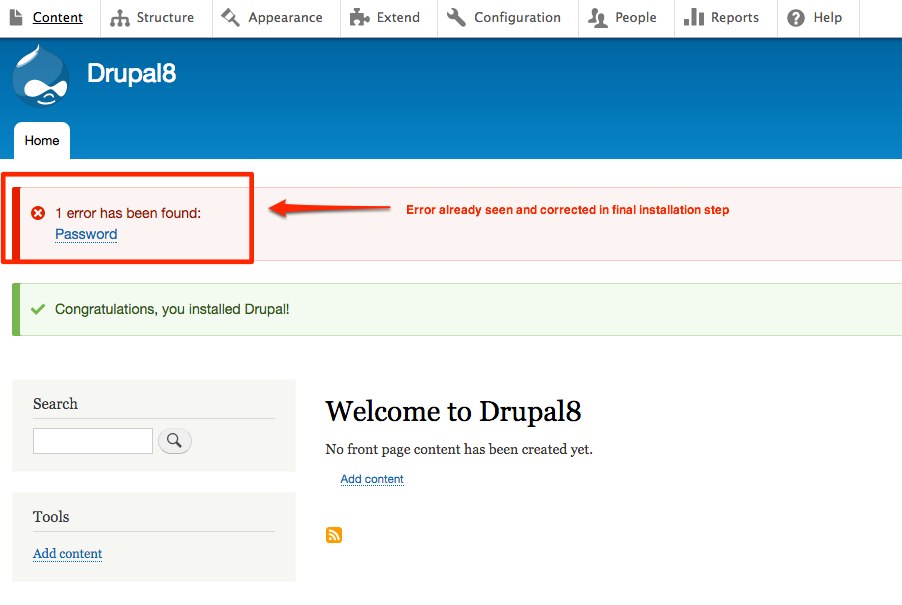 Content Structure Appearance Extend Configuration People Reports Help
Drupal8
Home
1 error has been found: Error already seen and corrected in final installation step
Password
Congratulations, you installed Drupal!
Search
Welcome to Drupal8
No front page content has been created yet.
Add content
Tools
Add content